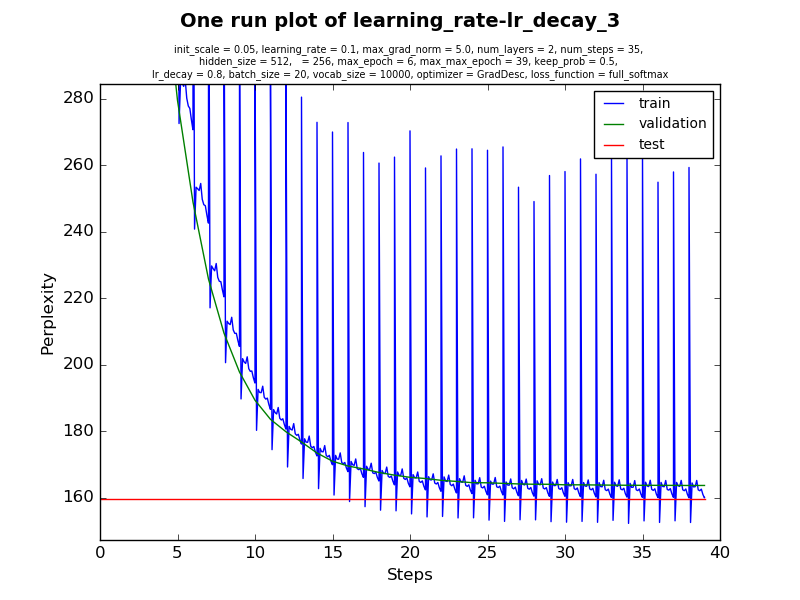 One run plot of learning_rate-lr_decay_3
init_scale = 0.05, learning_rate = 0.1, max_grad_norm = 5.0, num_layers = 2, num_steps = 35,
hidden_size = 512,   = 256, max_epoch = 6, max_max_epoch = 39, keep_prob = 0.5,
lr_decay = 0.8, batch_size = 20, vocab_size = 10000, optimizer = GradDesc, loss_function = full_softmax
train
validation
test
280
260
240
220
200
180
160
Perplexity
0 5 10 15 20 25 30 35 40
Steps